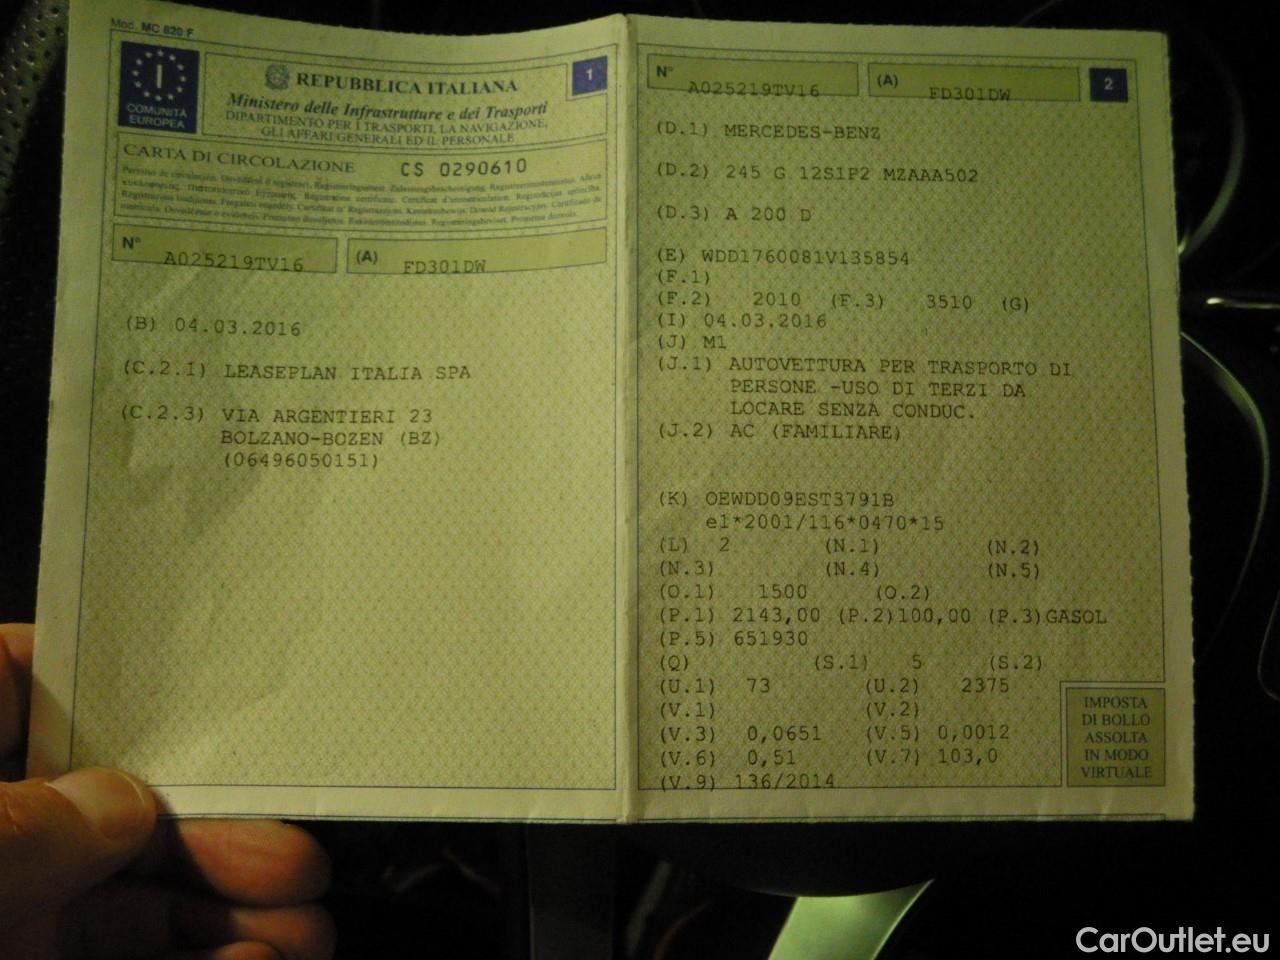 Mod. MC 820 F
I
COMUNITÀ
EUROPEA
REPUBBLICA ITALIANA
Ministero delle Infrastrutture e dei Trasporti
DIPARTIMENTO PER I TRASPORTI, LA NAVIGAZIONE,
GLI AFFARI GENERALI ED IL PERSONALE
1
CARTA DI CIRCOLAZIONE CS 0290610
N° A025219TV16 (A) FD301DW
(B) 04.03.2016
(C.2.1) LEASEPLAN ITALIA SPA
(C.2.3) VIA ARGENTIERI 23
BOLZANO-BOZEN (BZ)
(06496050151)
N° A025219TV16 (A) FD301DW
2
(D.1) MERCEDES-BENZ
(D.2) 245 G 12S1P2 MZAAA502
(D.3) A 200 D
(E) WDD1760081V135854
(F.1)
(F.2) 2010 (F.3) 3510 (G)
(I) 04.03.2016
(J) M1
(J.1) AUTOVETTURA PER TRASPORTO DI
PERSONE -USO DI TERZI DA
LOCARE SENZA CONDUC.
(J.2) AC (FAMILIARE)
(K) OEWDD09EST3791B
e1*2001/116*0470*15
(L) 2 (N.1) (N.2)
(N.3) (N.4) (N.5)
(O.1) 1500 (O.2)
(P.1) 2143,00 (P.2)100,00 (P.3)GASOL
(P.5) 651930
(Q) (S.1) 5 (S.2)
(U.1) 73 (U.2) 2375
(V.1) (V.2)
(V.3) 0,0651 (V.5) 0,0012
(V.6) 0,51 (V.7) 103,0
(V.9) 136/2014
IMPOSTA
DI BOLLO
ASSOLTA
IN MODO
VIRTUALE
CarOutlet.eu